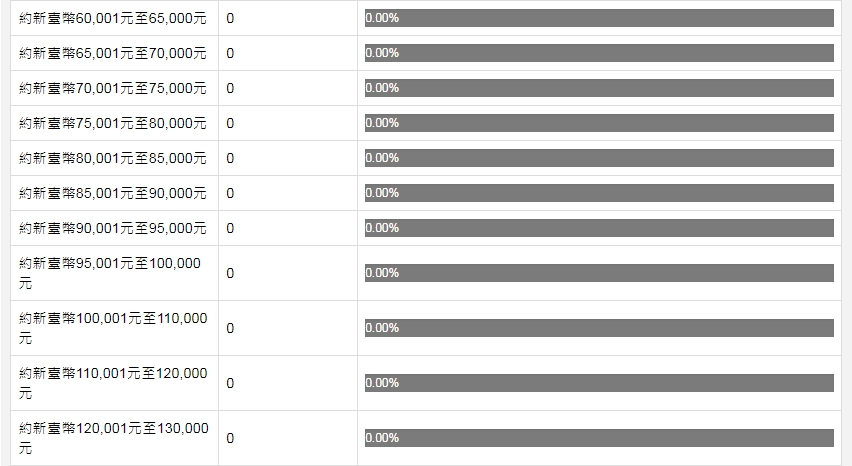 約新臺幣60,001元至65,000元 0 0.00%
約新臺幣65,001元至70,000元 0 0.00%
約新臺幣70,001元至75,000元 0 0.00%
約新臺幣75,001元至80,000元 0 0.00%
約新臺幣80,001元至85,000元 0 0.00%
約新臺幣85,001元至90,000元 0 0.00%
約新臺幣90,001元至95,000元 0 0.00%
約新臺幣95,001元至100,000
元
0 0.00%
約新臺幣100,001元至110,000
元
0 0.00%
約新臺幣110,001元至120,000
元
0 0.00%
約新臺幣120,001元至130,000
元
0 0.00%